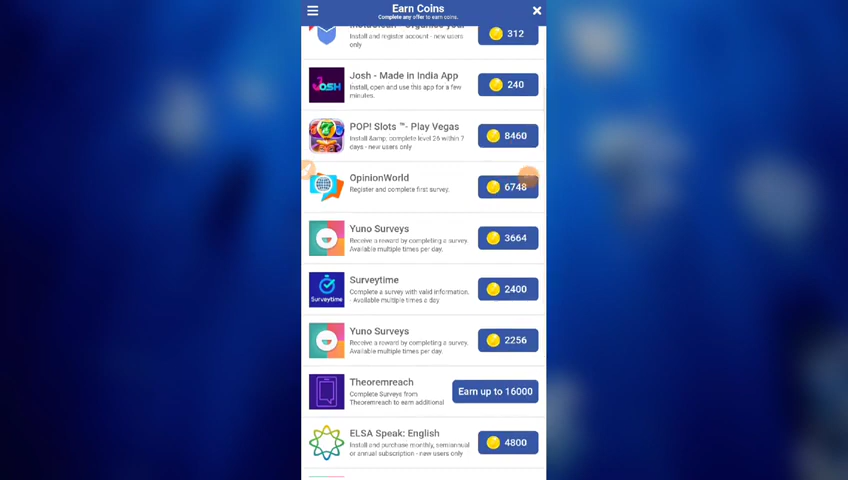 Earn Coins
Complete any offer to earn coins.
Install and register account - new users
only
312
Josh - Made in India App
Install, open and use this app for a few
minutes.
240
POP! Slots ™- Play Vegas
Install &amp, complete level 26 within 7
days - new users only
8460
OpinionWorld
Register and complete first survey.
6748
Yuno Surveys
Receive a reward by completing a survey.
Available multiple times per day.
3664
Surveytime
Complete a survey with valid information.
- Available multiple times a day
2400
Surveytime
Yuno Surveys
Receive a reward by completing a survey.
Available multiple times per day.
2256
Theoremreach
Complete Surveys from
Theoremreach to earn additional
Earn up to 16000
ELSA Speak: English
Install and purchase monthly, semiannual
or annual subscription - new users only
4800